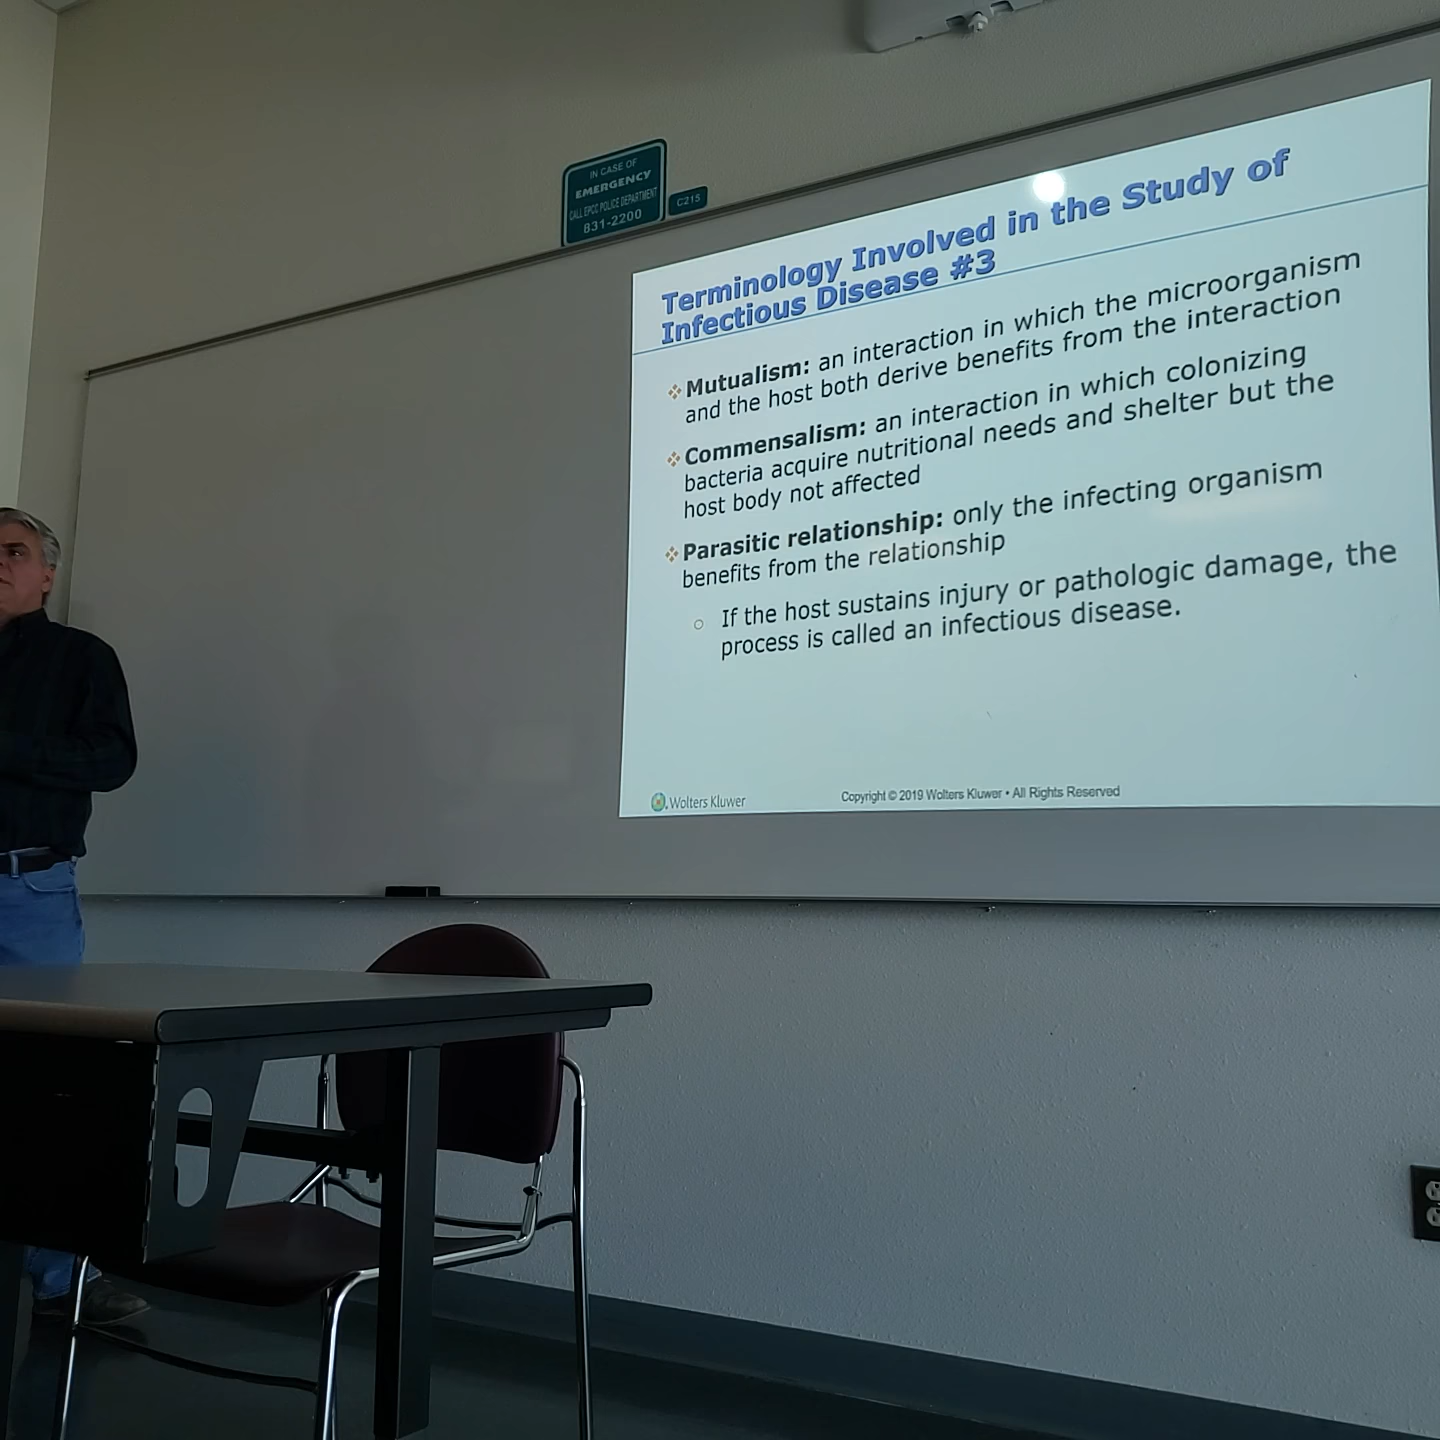 IN CASE OF
EMERGENCY
CALL EPCC POLICE DEPARTMENT
831-2200
C215
Terminology Involved in the Study of
Infectious Disease #3
Mutualism: an interaction in which the microorganism
and the host both derive benefits from the interaction
Commensalism: an interaction in which colonizing
bacteria acquire nutritional needs and shelter but the
host body not affected
Parasitic relationship: only the infecting organism
benefits from the relationship
If the host sustains injury or pathologic damage, the
process is called an infectious disease.
Wolters Kluwer
Copyright © 2019 Wolters Kluwer • All Rights Reserved